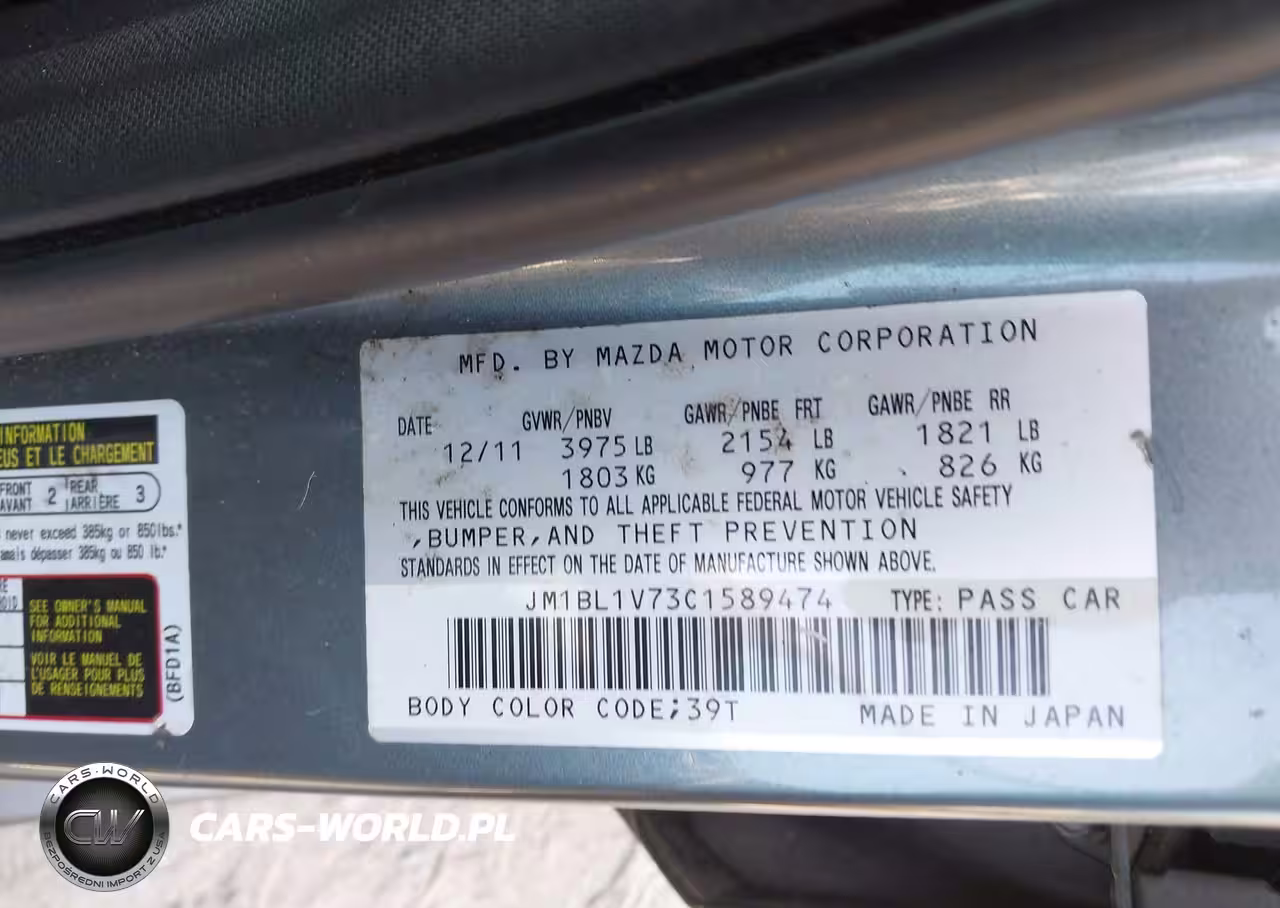 INFORMATION
EUS ET LE CHARGEMENT
FRONT
AVANT 2 REAR
ARRIÈRE 3
never exceed 385kg or 850lbs."
amais dépasser 385kg ou 850 lb."
SEE OWNER'S MANUAL
FOR ADDITIONAL
INFORMATION
VOIR LE MANUEL DE
L'USAGER POUR PLUS
DE RENSEIGNEMENTS
(BFD1A)
MFD. BY MAZDA MOTOR CORPORATION
DATE GVWR/PNBV GAWR/PNBE FRT GAWR/PNBE RR
12/11 3975 LB 2154 LB 1821 LB
1803 KG 977 KG 826 KG
THIS VEHICLE CONFORMS TO ALL APPLICABLE FEDERAL MOTOR VEHICLE SAFETY
,BUMPER,AND THEFT PREVENTION
STANDARDS IN EFFECT ON THE DATE OF MANUFACTURE SHOWN ABOVE.
JM1BL1V73C1589474 TYPE: PASS CAR
BODY COLOR CODE;39T MADE IN JAPAN
CARS-WORLD
CW
BEZPOŚREDNI IMPORT Z USA
CARS-WORLD.PL